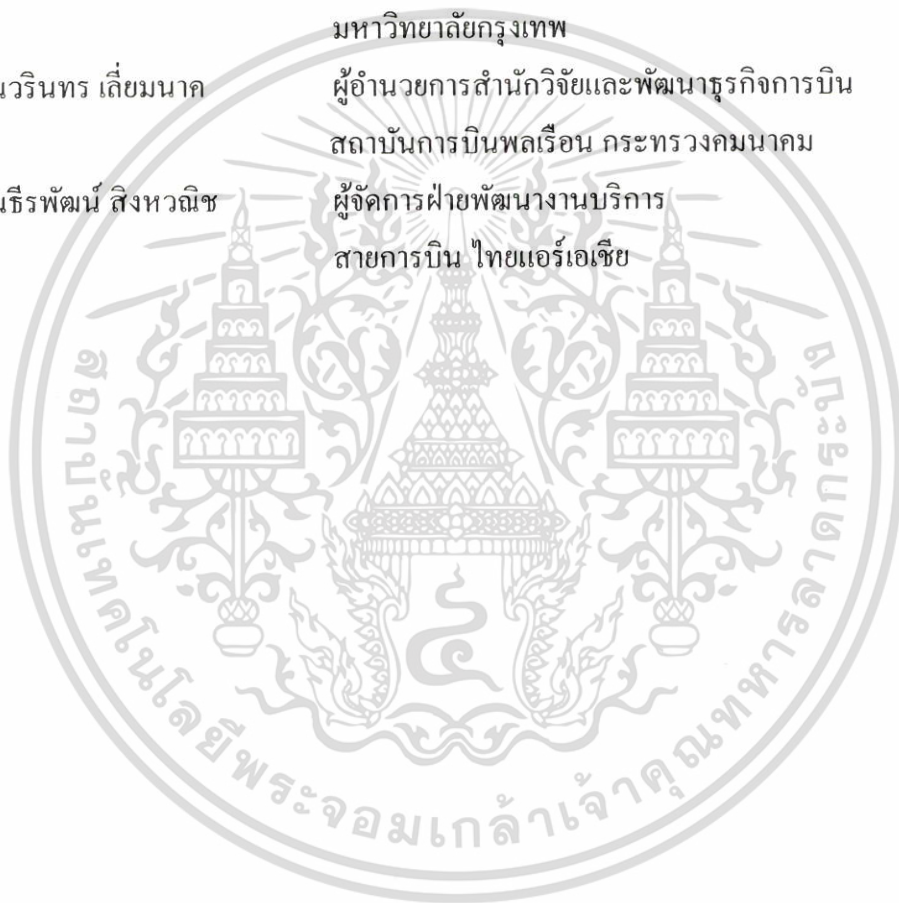 มหาวิทยาลัยกรุงเทพ
นวรินทร เลี่ยมนาค ผู้อำนวยการสำนักวิจัยและพัฒนาธุรกิจการบิน
สถาบันการบินพลเรือน กระทรวงคมนาคม
นธีรพัฒน์ สิงหวณิช ผู้จัดการฝ่ายพัฒนางานบริการ
สายการบิน ไทยแอร์เอเชีย
สถาบันเทคโนโลยีพระจอมเกล้าเจ้าคุณทหารลาดกระบัง